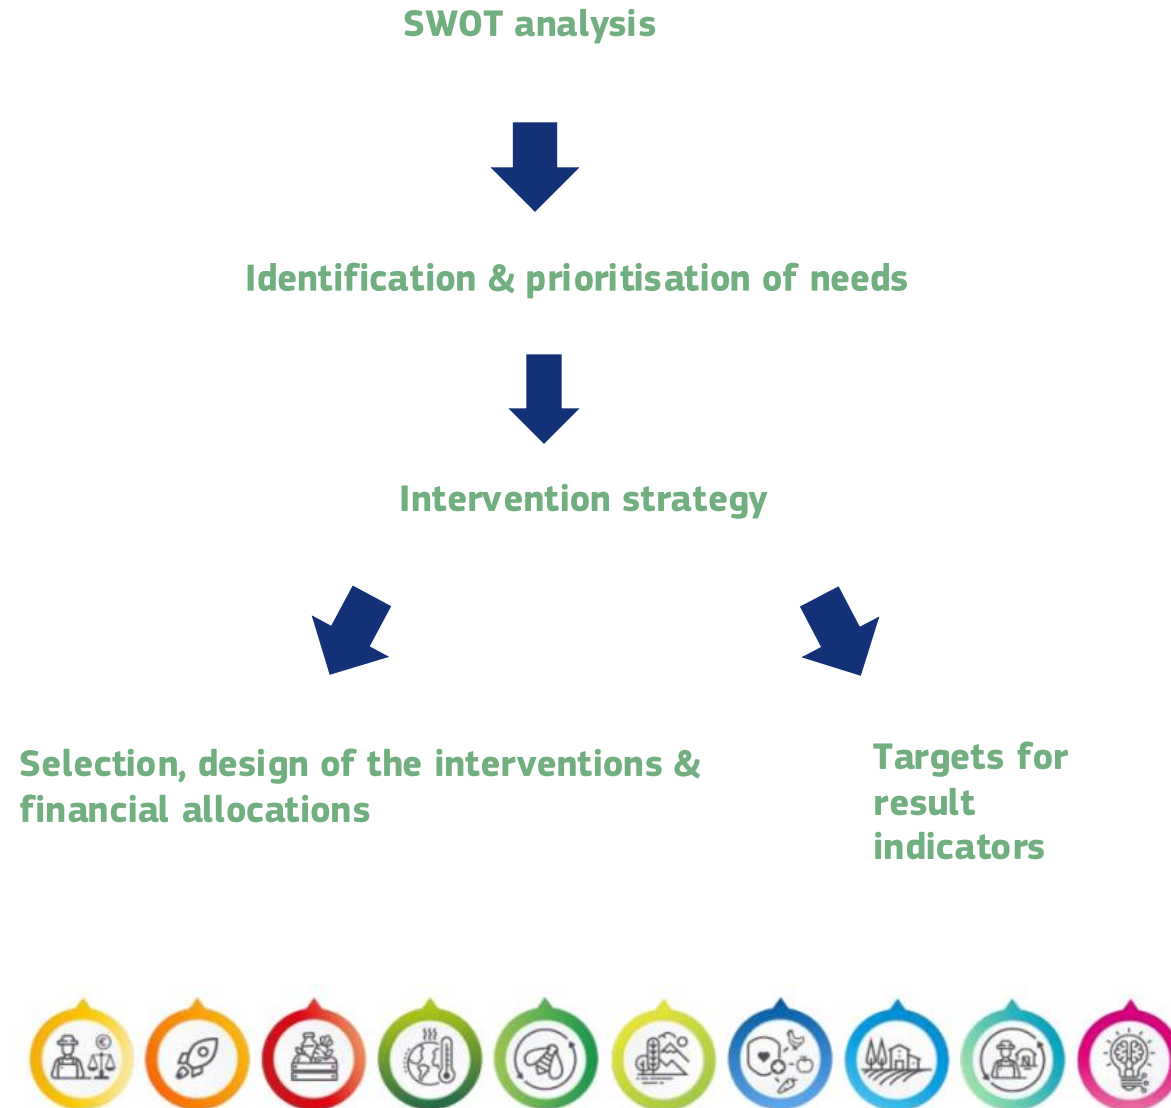 SWOT analysis
Identification & prioritisation of needs
Intervention strategy
Selection, design of the interventions &
financial allocations
Targets for
result
indicators
€